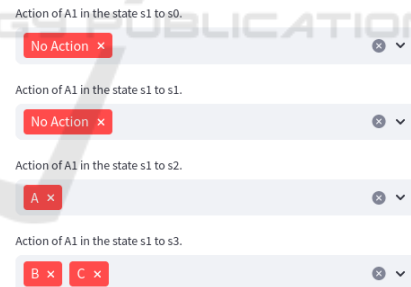 GY PUBLICATION
Action of A1 in the state s1 to s0.
No Action ×
Action of A1 in the state s1 to s1.
No Action ×
Action of A1 in the state s1 to s2.
A ×
Action of A1 in the state s1 to s3.
B × C ×